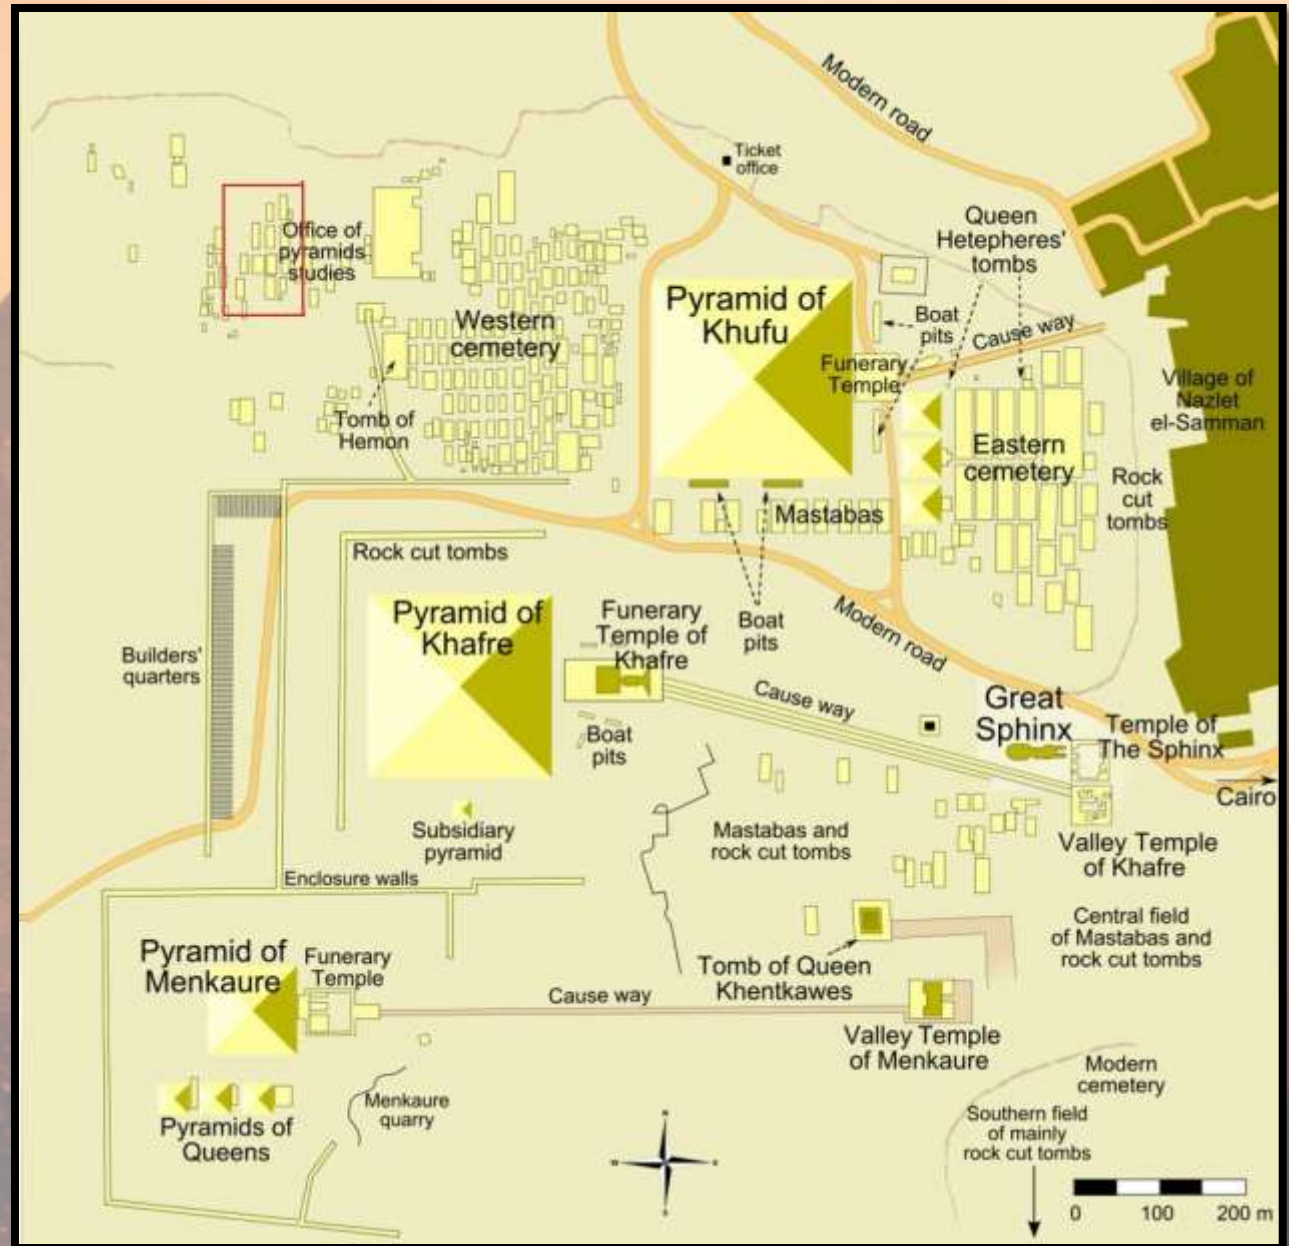 Modern road
Ticket
office
Queen
Hetepheres'
tombs
Office of
pyramids
studies
Pyramid of
Khufu
Boat
pits
Cause way
Western
cemetery
Funerary
Temple
Village of
Nazlet
el-Samman
Tomb of
Hemon
Eastern
cemetery
Rock
cut
tombs
Mastabas
Rock cut tombs
Pyramid of
Khafre
Funerary
Temple of
Khafre
Boat
pits
Modern road
Builders'
quarters
Cause way
Great
Sphinx
Temple of
The Sphinx
Boat
pits
Cairo
Subsidiary
pyramid
Mastabas and
rock cut tombs
Valley Temple
of Khafre
Enclosure walls
Central field
of Mastabas and
rock cut tombs
Pyramid of
Menkaure
Funerary
Temple
Tomb of Queen
Khentkawes
Cause way
Valley Temple
of Menkaure
Modern
cemetery
Menkaure
quarry
Pyramids of
Queens
Southern field
of mainly
rock cut tombs
0 100 200 m